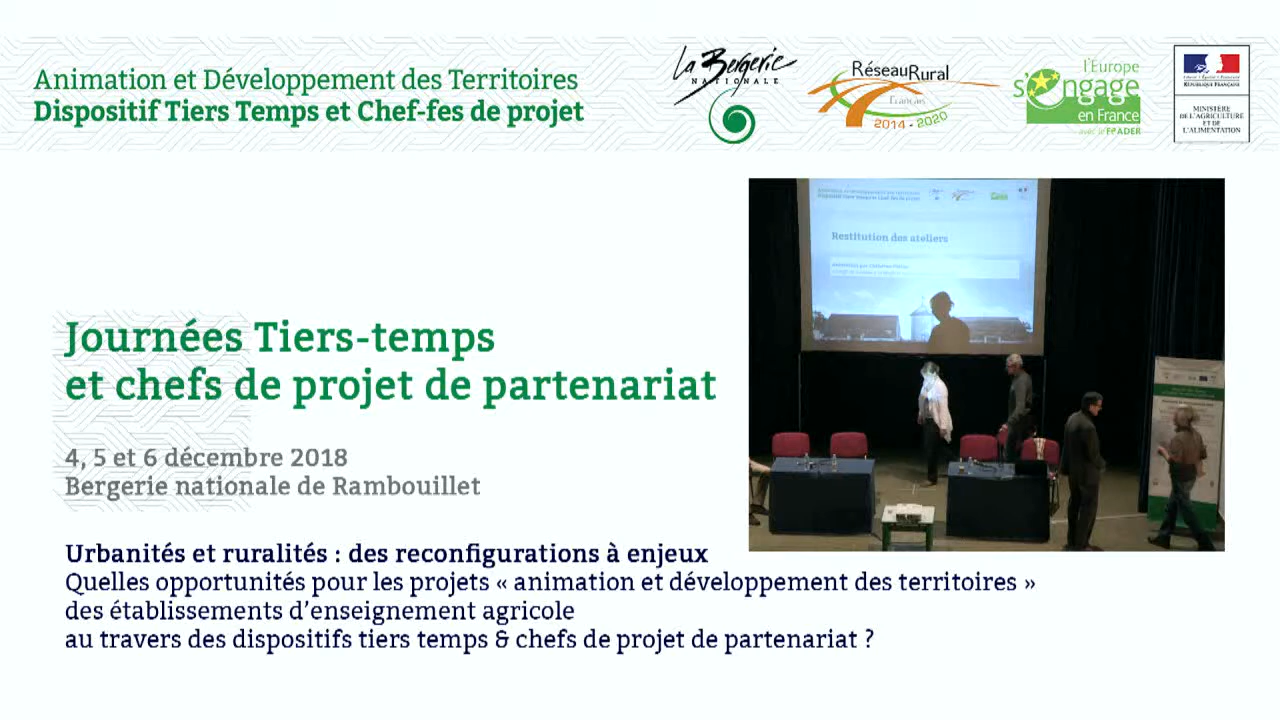 Animation et Développement des Territoires
Dispositif Tiers Temps et Chef-fes de projet
La Bergerie
NATIONALE
RéseauRural
Français
2014 - 2020
l'Europe
s'engage
en France
avec le FEADER
RÉPUBLIQUE FRANÇAISE
MINISTÈRE
DE L'AGRICULTURE
ET DE
L'ALIMENTATION
Restitution des ateliers
Journées Tiers-temps
et chefs de projet de partenariat
4, 5 et 6 décembre 2018
Bergerie nationale de Rambouillet
Urbanités et ruralités : des reconfigurations à enjeux
Quelles opportunités pour les projets « animation et développement des territoires »
des établissements d'enseignement agricole
au travers des dispositifs tiers temps & chefs de projet de partenariat ?